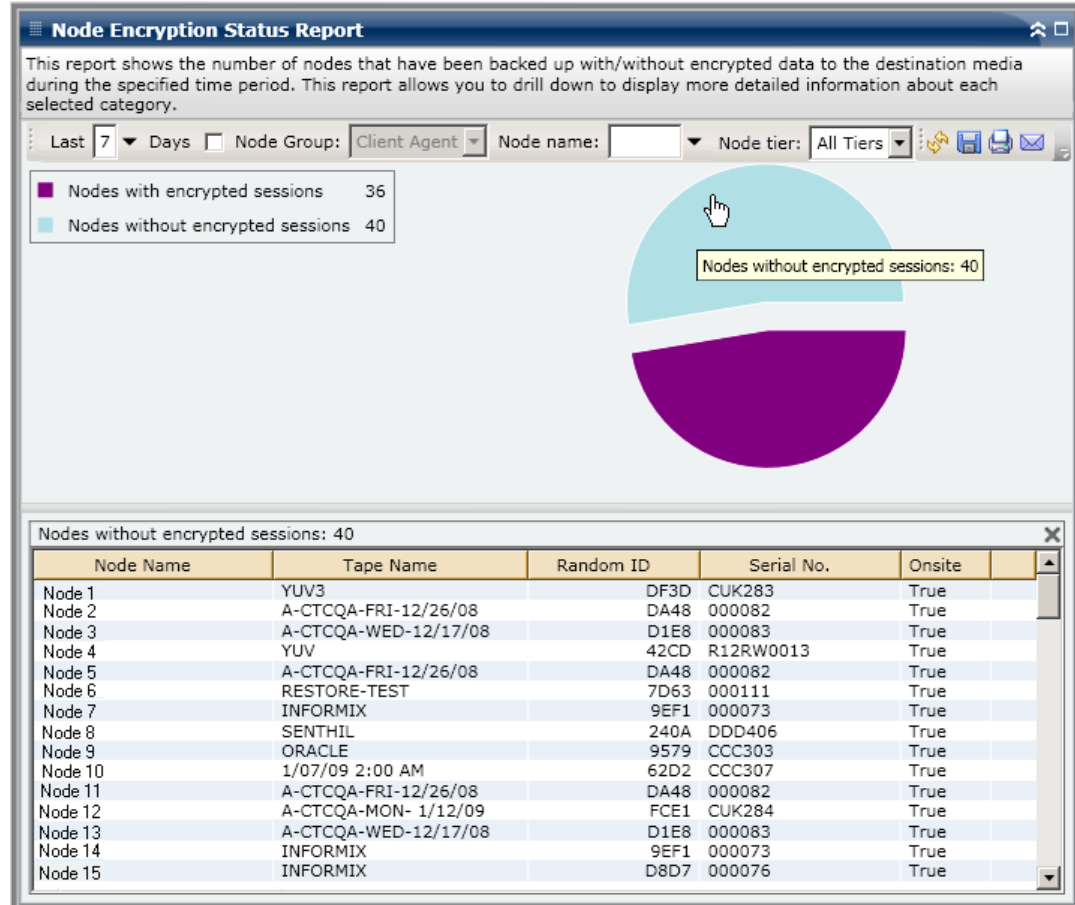 Node Encryption Status Report
This report shows the number of nodes that have been backed up with/without encrypted data to the destination media
during the specified time period. This report allows you to drill down to display more detailed information about each
selected category.
Last 7 Days Node Group: Client Agent Node name: Node tier: All Tiers
Nodes with encrypted sessions 36
Nodes without encrypted sessions 40
Nodes without encrypted sessions: 40
Nodes without encrypted sessions: 40
Node Name Tape Name Random ID Serial No. Onsite
Node 1 YUV3 DF3D CUK283 True
Node 2 A-CTCQA-FRI-12/26/08 DA48 000082 True
Node 3 A-CTCQA-WED-12/17/08 D1E8 000083 True
Node 4 YUV 42CD R12RW0013 True
Node 5 A-CTCQA-FRI-12/26/08 DA48 000082 True
Node 6 RESTORE-TEST 7D63 000111 True
Node 7 INFORMIX 9EF1 000073 True
Node 8 SENTHIL 240A DDD406 True
Node 9 ORACLE 9579 CCC303 True
Node 10 1/07/09 2:00 AM 62D2 CCC307 True
Node 11 A-CTCQA-FRI-12/26/08 DA48 000082 True
Node 12 A-CTCQA-MON- 1/12/09 FCE1 CUK284 True
Node 13 A-CTCQA-WED-12/17/08 D1E8 000083 True
Node 14 INFORMIX 9EF1 000073 True
Node 15 INFORMIX D8D7 000076 True